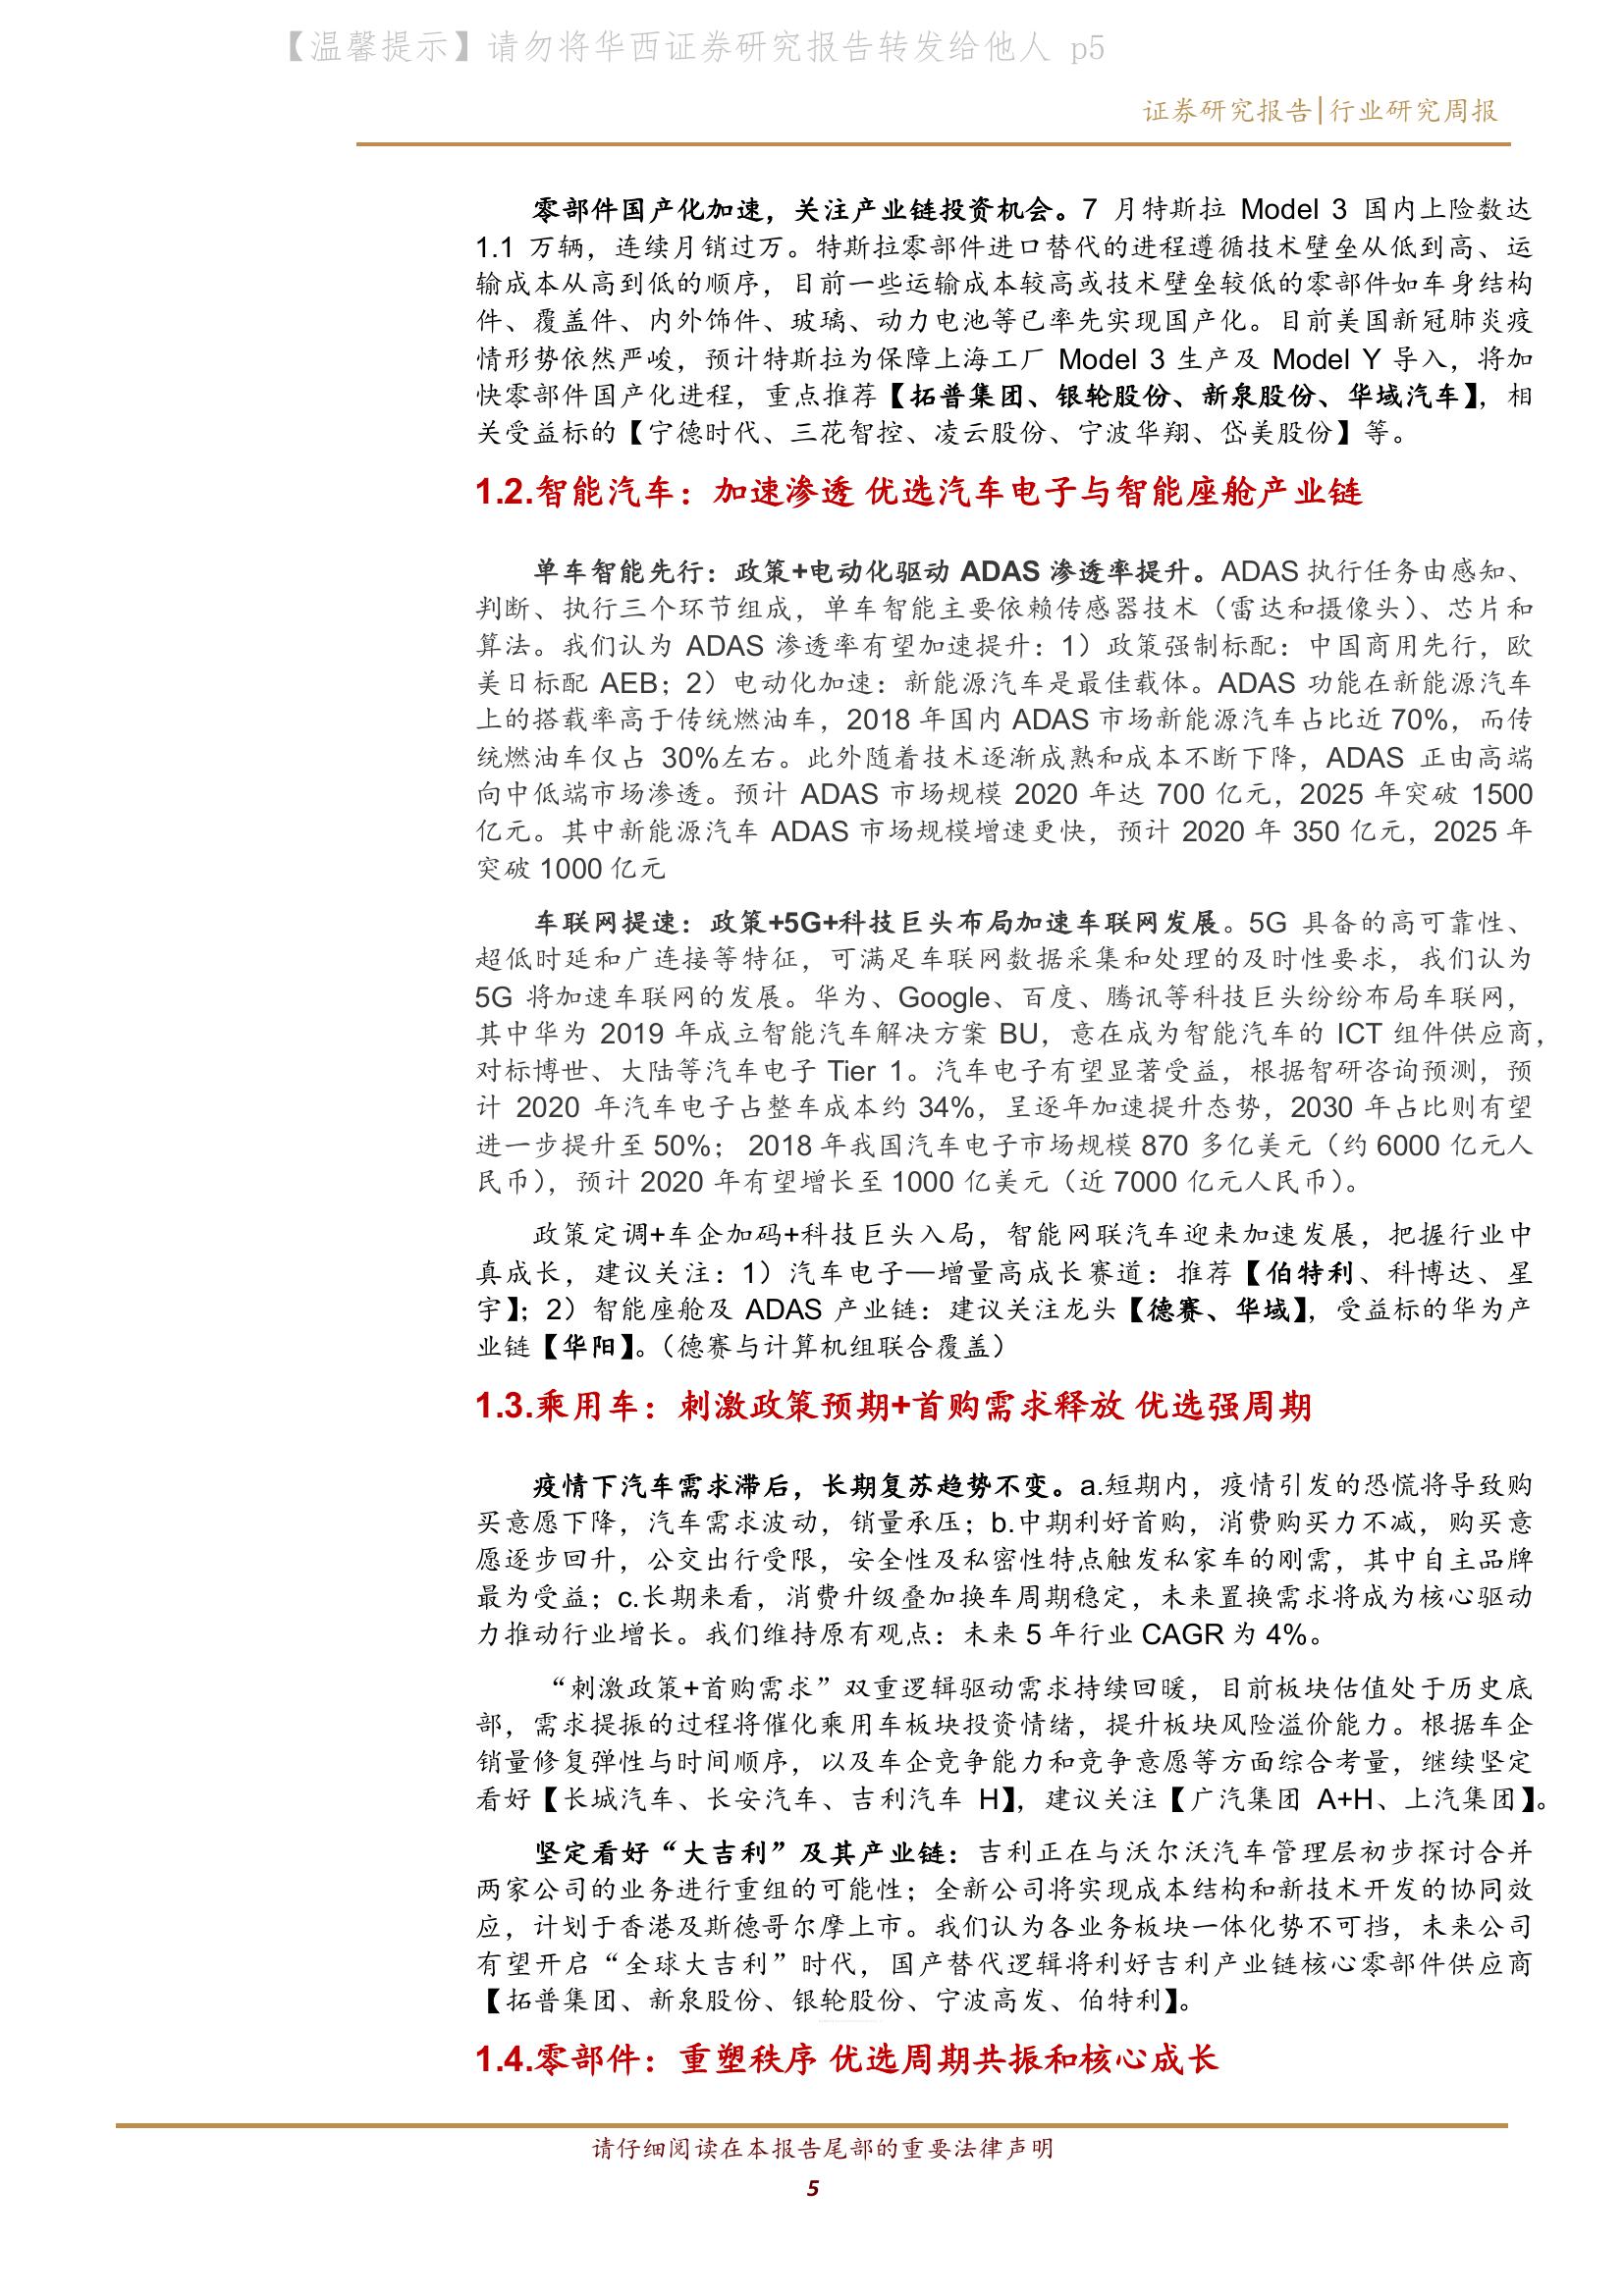 【温馨提示】请勿将华西证券研究报告转发给他人 p5
证券研究报告|行业研究周报
零部件国产化加速，关注产业链投资机会。7 月特斯拉 Model 3 国内上险数达
1.1 万辆，连续月销过万。特斯拉零部件进口替代的进程遵循技术壁垒从低到高、运
输成本从高到低的顺序，目前一些运输成本较高或技术壁垒较低的零部件如车身结构
件、覆盖件、内外饰件、玻璃、动力电池等已率先实现国产化。目前美国新冠肺炎疫
情形势依然严峻，预计特斯拉为保障上海工厂 Model 3 生产及 Model Y 导入，将加
快零部件国产化进程，重点推荐【拓普集团、银轮股份、新泉股份、华域汽车】，相
关受益标的【宁德时代、三花智控、凌云股份、宁波华翔、岱美股份】等。
1.2.智能汽车：加速渗透 优选汽车电子与智能座舱产业链
单车智能先行：政策+电动化驱动 ADAS 渗透率提升。ADAS 执行任务由感知、
判断、执行三个环节组成，单车智能主要依赖传感器技术（雷达和摄像头）、芯片和
算法。我们认为 ADAS 渗透率有望加速提升：1）政策强制标配：中国商用先行，欧
美日标配 AEB；2）电动化加速：新能源汽车是最佳载体。ADAS 功能在新能源汽车
上的搭载率高于传统燃油车，2018 年国内 ADAS 市场新能源汽车占比近 70%，而传
统燃油车仅占 30%左右。此外随着技术逐渐成熟和成本不断下降，ADAS 正由高端
向中低端市场渗透。预计 ADAS 市场规模 2020 年达 700 亿元，2025 年突破 1500
亿元。其中新能源汽车 ADAS 市场规模增速更快，预计 2020 年 350 亿元，2025 年
突破 1000 亿元
车联网提速：政策+5G+科技巨头布局加速车联网发展。5G 具备的高可靠性、
超低时延和广连接等特征，可满足车联网数据采集和处理的及时性要求，我们认为
5G 将加速车联网的发展。华为、Google、百度、腾讯等科技巨头纷纷布局车联网，
其中华为 2019 年成立智能汽车解决方案 BU，意在成为智能汽车的 ICT 组件供应商，
对标博世、大陆等汽车电子 Tier 1。汽车电子有望显著受益，根据智研咨询预测，预
计 2020 年汽车电子占整车成本约 34%，呈逐年加速提升态势，2030 年占比则有望
进一步提升至 50%； 2018 年我国汽车电子市场规模 870 多亿美元（约 6000 亿元人
民币），预计 2020 年有望增长至 1000 亿美元（近 7000 亿元人民币）。
政策定调+车企加码+科技巨头入局，智能网联汽车迎来加速发展，把握行业中
真成长，建议关注：1）汽车电子—增量高成长赛道：推荐【伯特利、科博达、星
宇】；2）智能座舱及 ADAS 产业链：建议关注龙头【德赛、华域】，受益标的华为产
业链【华阳】。（德赛与计算机组联合覆盖）
1.3.乘用车：刺激政策预期+首购需求释放 优选强周期
疫情下汽车需求滞后，长期复苏趋势不变。a.短期内，疫情引发的恐慌将导致购
买意愿下降，汽车需求波动，销量承压；b.中期利好首购，消费购买力不减，购买意
愿逐步回升，公交出行受限，安全性及私密性特点触发私家车的刚需，其中自主品牌
最为受益；c.长期来看，消费升级叠加换车周期稳定，未来置换需求将成为核心驱动
力推动行业增长。我们维持原有观点：未来 5 年行业 CAGR 为 4%。
“刺激政策+首购需求”双重逻辑驱动需求持续回暖，目前板块估值处于历史底
部，需求提振的过程将催化乘用车板块投资情绪，提升板块风险溢价能力。根据车企
销量修复弹性与时间顺序，以及车企竞争能力和竞争意愿等方面综合考量，继续坚定
看好【长城汽车、长安汽车、吉利汽车 H】，建议关注【广汽集团 A+H、上汽集团】。
坚定看好“大吉利”及其产业链：吉利正在与沃尔沃汽车管理层初步探讨合并
两家公司的业务进行重组的可能性；全新公司将实现成本结构和新技术开发的协同效
应，计划于香港及斯德哥尔摩上市。我们认为各业务板块一体化势不可挡，未来公司
有望开启“全球大吉利”时代，国产替代逻辑将利好吉利产业链核心零部件供应商
【拓普集团、新泉股份、银轮股份、宁波高发、伯特利】。
1.4.零部件：重塑秩序 优选周期共振和核心成长
请仔细阅读在本报告尾部的重要法律声明
5